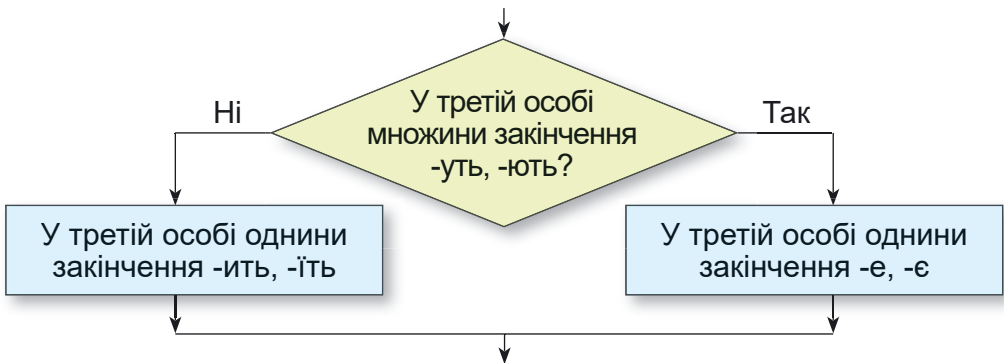 У третій особі
множини закінчення
-уть, -ють?
Ні
Так
У третій особі однини
закінчення -ить, -їть
У третій особі однини
закінчення -е, -є